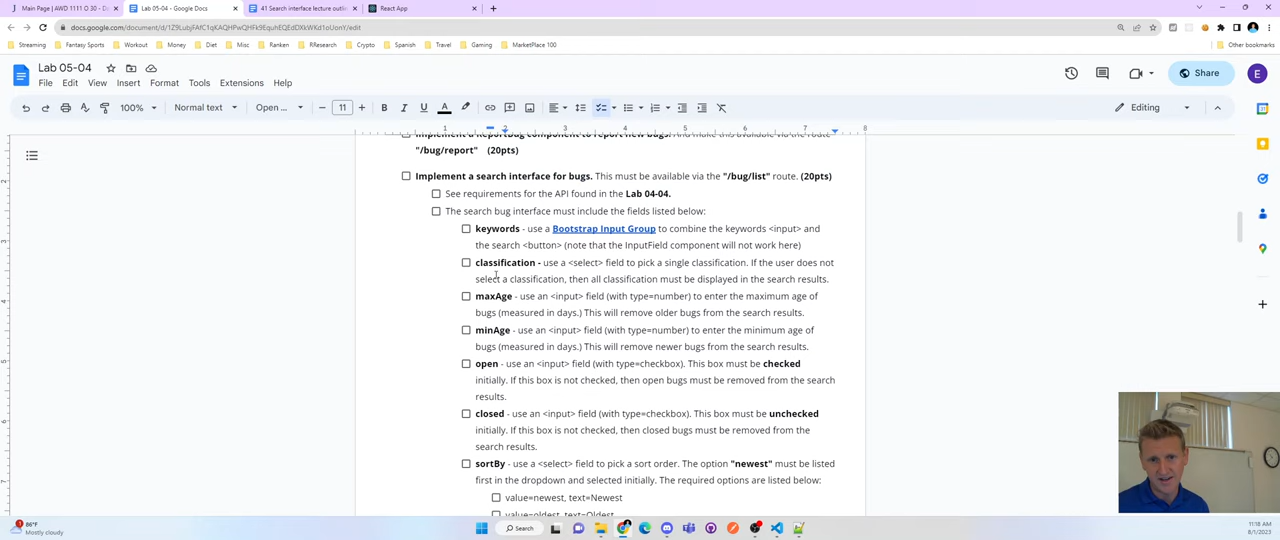 Main Page | AWD 1111 O 30 - D
Lab 05-04 - Google Docs
41 Search interface lecture outlin
React App
docs.google.com/document/d/1Z9LubjFAfC1qKAQHPwQHFk9EquhEQEdDXkWKd1oUonY/edit
Streaming Fantasy Sports Workout Money Diet Misc Ranken RResearch Crypto Spanish Travel Gaming MarketPlace 100 Other bookmarks
Lab 05-04
File Edit View Insert Format Tools Extensions Help
Share
E
100% Normal text Open ... 11 B I U A Editing
1 2 3 4 5 6 7 8
Implement a ReportBug component to report new bugs. And make this available via the route
"/bug/report" (20pts)
Implement a search interface for bugs. This must be available via the "/bug/list" route. (20pts)
See requirements for the API found in the Lab 04-04.
The search bug interface must include the fields listed below:
keywords - use a Bootstrap Input Group to combine the keywords <input> and
the search <button> (note that the InputField component will not work here)
classification - use a <select> field to pick a single classification. If the user does not
select a classification, then all classification must be displayed in the search results.
maxAge - use an <input> field (with type=number) to enter the maximum age of
bugs (measured in days.) This will remove older bugs from the search results.
minAge - use an <input> field (with type=number) to enter the minimum age of
bugs (measured in days.) This will remove newer bugs from the search results.
open - use an <input> field (with type=checkbox). This box must be checked
initially. If this box is not checked, then open bugs must be removed from the search
results.
closed - use an <input> field (with type=checkbox). This box must be unchecked
initially. If this box is not checked, then closed bugs must be removed from the
search results.
sortBy - use a <select> field to pick a sort order. The option "newest" must be listed
first in the dropdown and selected initially. The required options are listed below:
value=newest, text=Newest
value=oldest, text=Oldest
86°F
Mostly cloudy
Search
11:18 AM
8/1/2023